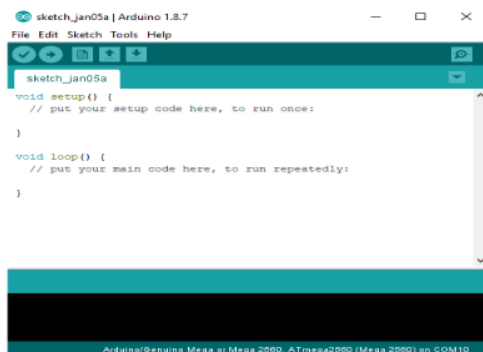 sketch_jan05a | Arduino 1.8.7
File Edit Sketch Tools Help
sketch_jan05a
void setup() {
// put your setup code here, to run once:
}
void loop() {
// put your main code here, to run repeatedly:
}
Arduino/Genuino Mega or Mega 2560, ATmega2560 (Mega 2560) on COM10